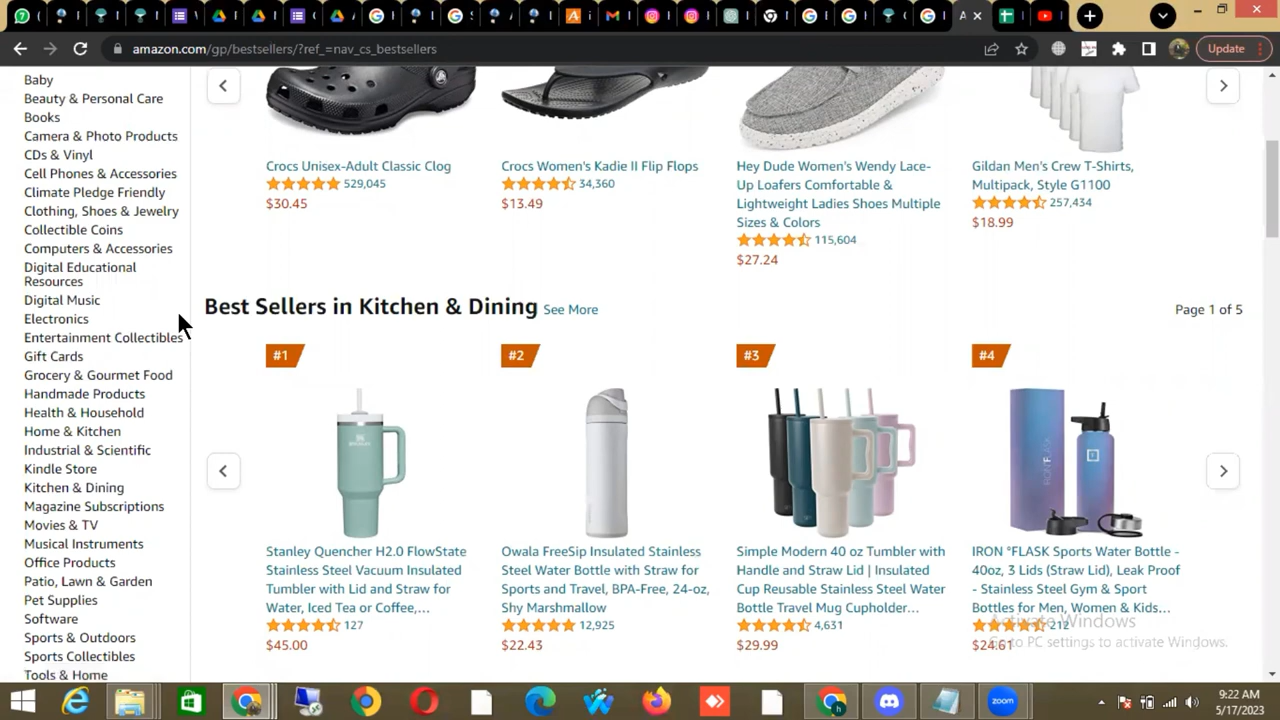 amazon.com/gp/bestsellers/?ref_=nav_cs_bestsellers
Update
Baby
Beauty & Personal Care
Books
Camera & Photo Products
CDs & Vinyl
Cell Phones & Accessories
Climate Pledge Friendly
Clothing, Shoes & Jewelry
Collectible Coins
Computers & Accessories
Digital Educational
Resources
Digital Music
Electronics
Entertainment Collectibles
Gift Cards
Grocery & Gourmet Food
Handmade Products
Health & Household
Home & Kitchen
Industrial & Scientific
Kindle Store
Kitchen & Dining
Magazine Subscriptions
Movies & TV
Musical Instruments
Office Products
Patio, Lawn & Garden
Pet Supplies
Software
Sports & Outdoors
Sports Collectibles
Tools & Home
Crocs Unisex-Adult Classic Clog
529,045
$30.45
Crocs Women's Kadie II Flip Flops
34,360
$13.49
Hey Dude Women's Wendy Lace-
Up Loafers Comfortable &
Lightweight Ladies Shoes Multiple
Sizes & Colors
115,604
$27.24
Gildan Men's Crew T-Shirts,
Multipack, Style G1100
257,434
$18.99
Best Sellers in Kitchen & Dining See More
Page 1 of 5
#1
Stanley Quencher H2.0 FlowState
Stainless Steel Vacuum Insulated
Tumbler with Lid and Straw for
Water, Iced Tea or Coffee,...
127
$45.00
#2
Owala FreeSip Insulated Stainless
Steel Water Bottle with Straw for
Sports and Travel, BPA-Free, 24-oz,
Shy Marshmallow
12,925
$22.43
#3
Simple Modern 40 oz Tumbler with
Handle and Straw Lid | Insulated
Cup Reusable Stainless Steel Water
Bottle Travel Mug Cupholder...
4,631
$29.99
#4
IRON °FLASK Sports Water Bottle -
40oz, 3 Lids (Straw Lid), Leak Proof
- Stainless Steel Gym & Sport
Bottles for Men, Women & Kids...
212
$24.61
Activate Windows
Go to PC settings to activate Windows.
zoom
9:22 AM
5/17/2023